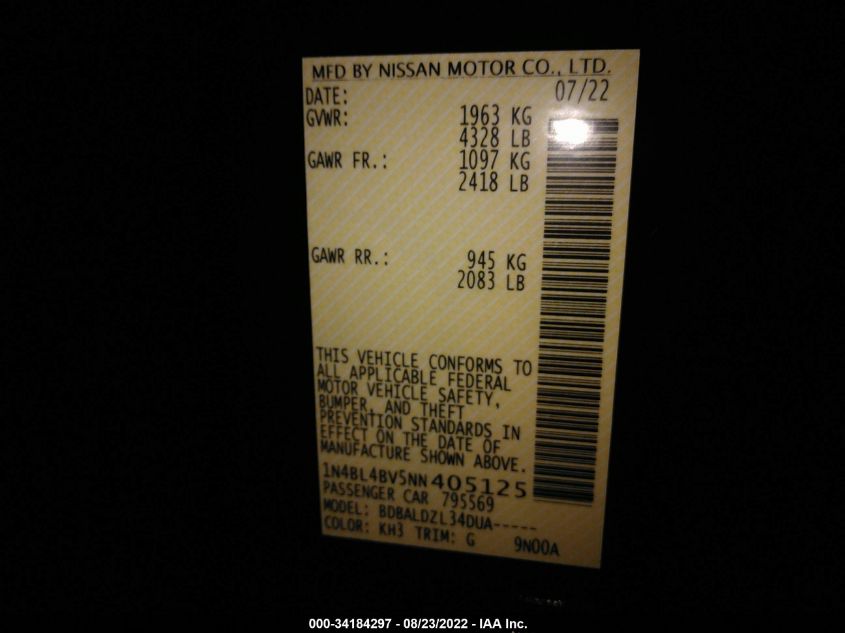 MFD BY NISSAN MOTOR CO., LTD.
DATE: 07/22
GVWR: 1963 KG
4328 LB
GAWR FR.: 1097 KG
2418 LB
GAWR RR.: 945 KG
2083 LB
THIS VEHICLE CONFORMS TO
ALL APPLICABLE FEDERAL
MOTOR VEHICLE SAFETY,
BUMPER, AND THEFT
PREVENTION STANDARDS IN
EFFECT ON THE DATE OF
MANUFACTURE SHOWN ABOVE.
1N4BL4BV5NN405125
PASSENGER CAR 795569
MODEL: BDBALDZL34DUA-----
COLOR: KH3 TRIM: G 9N00A
000-34184297 - 08/23/2022 - IAA Inc.